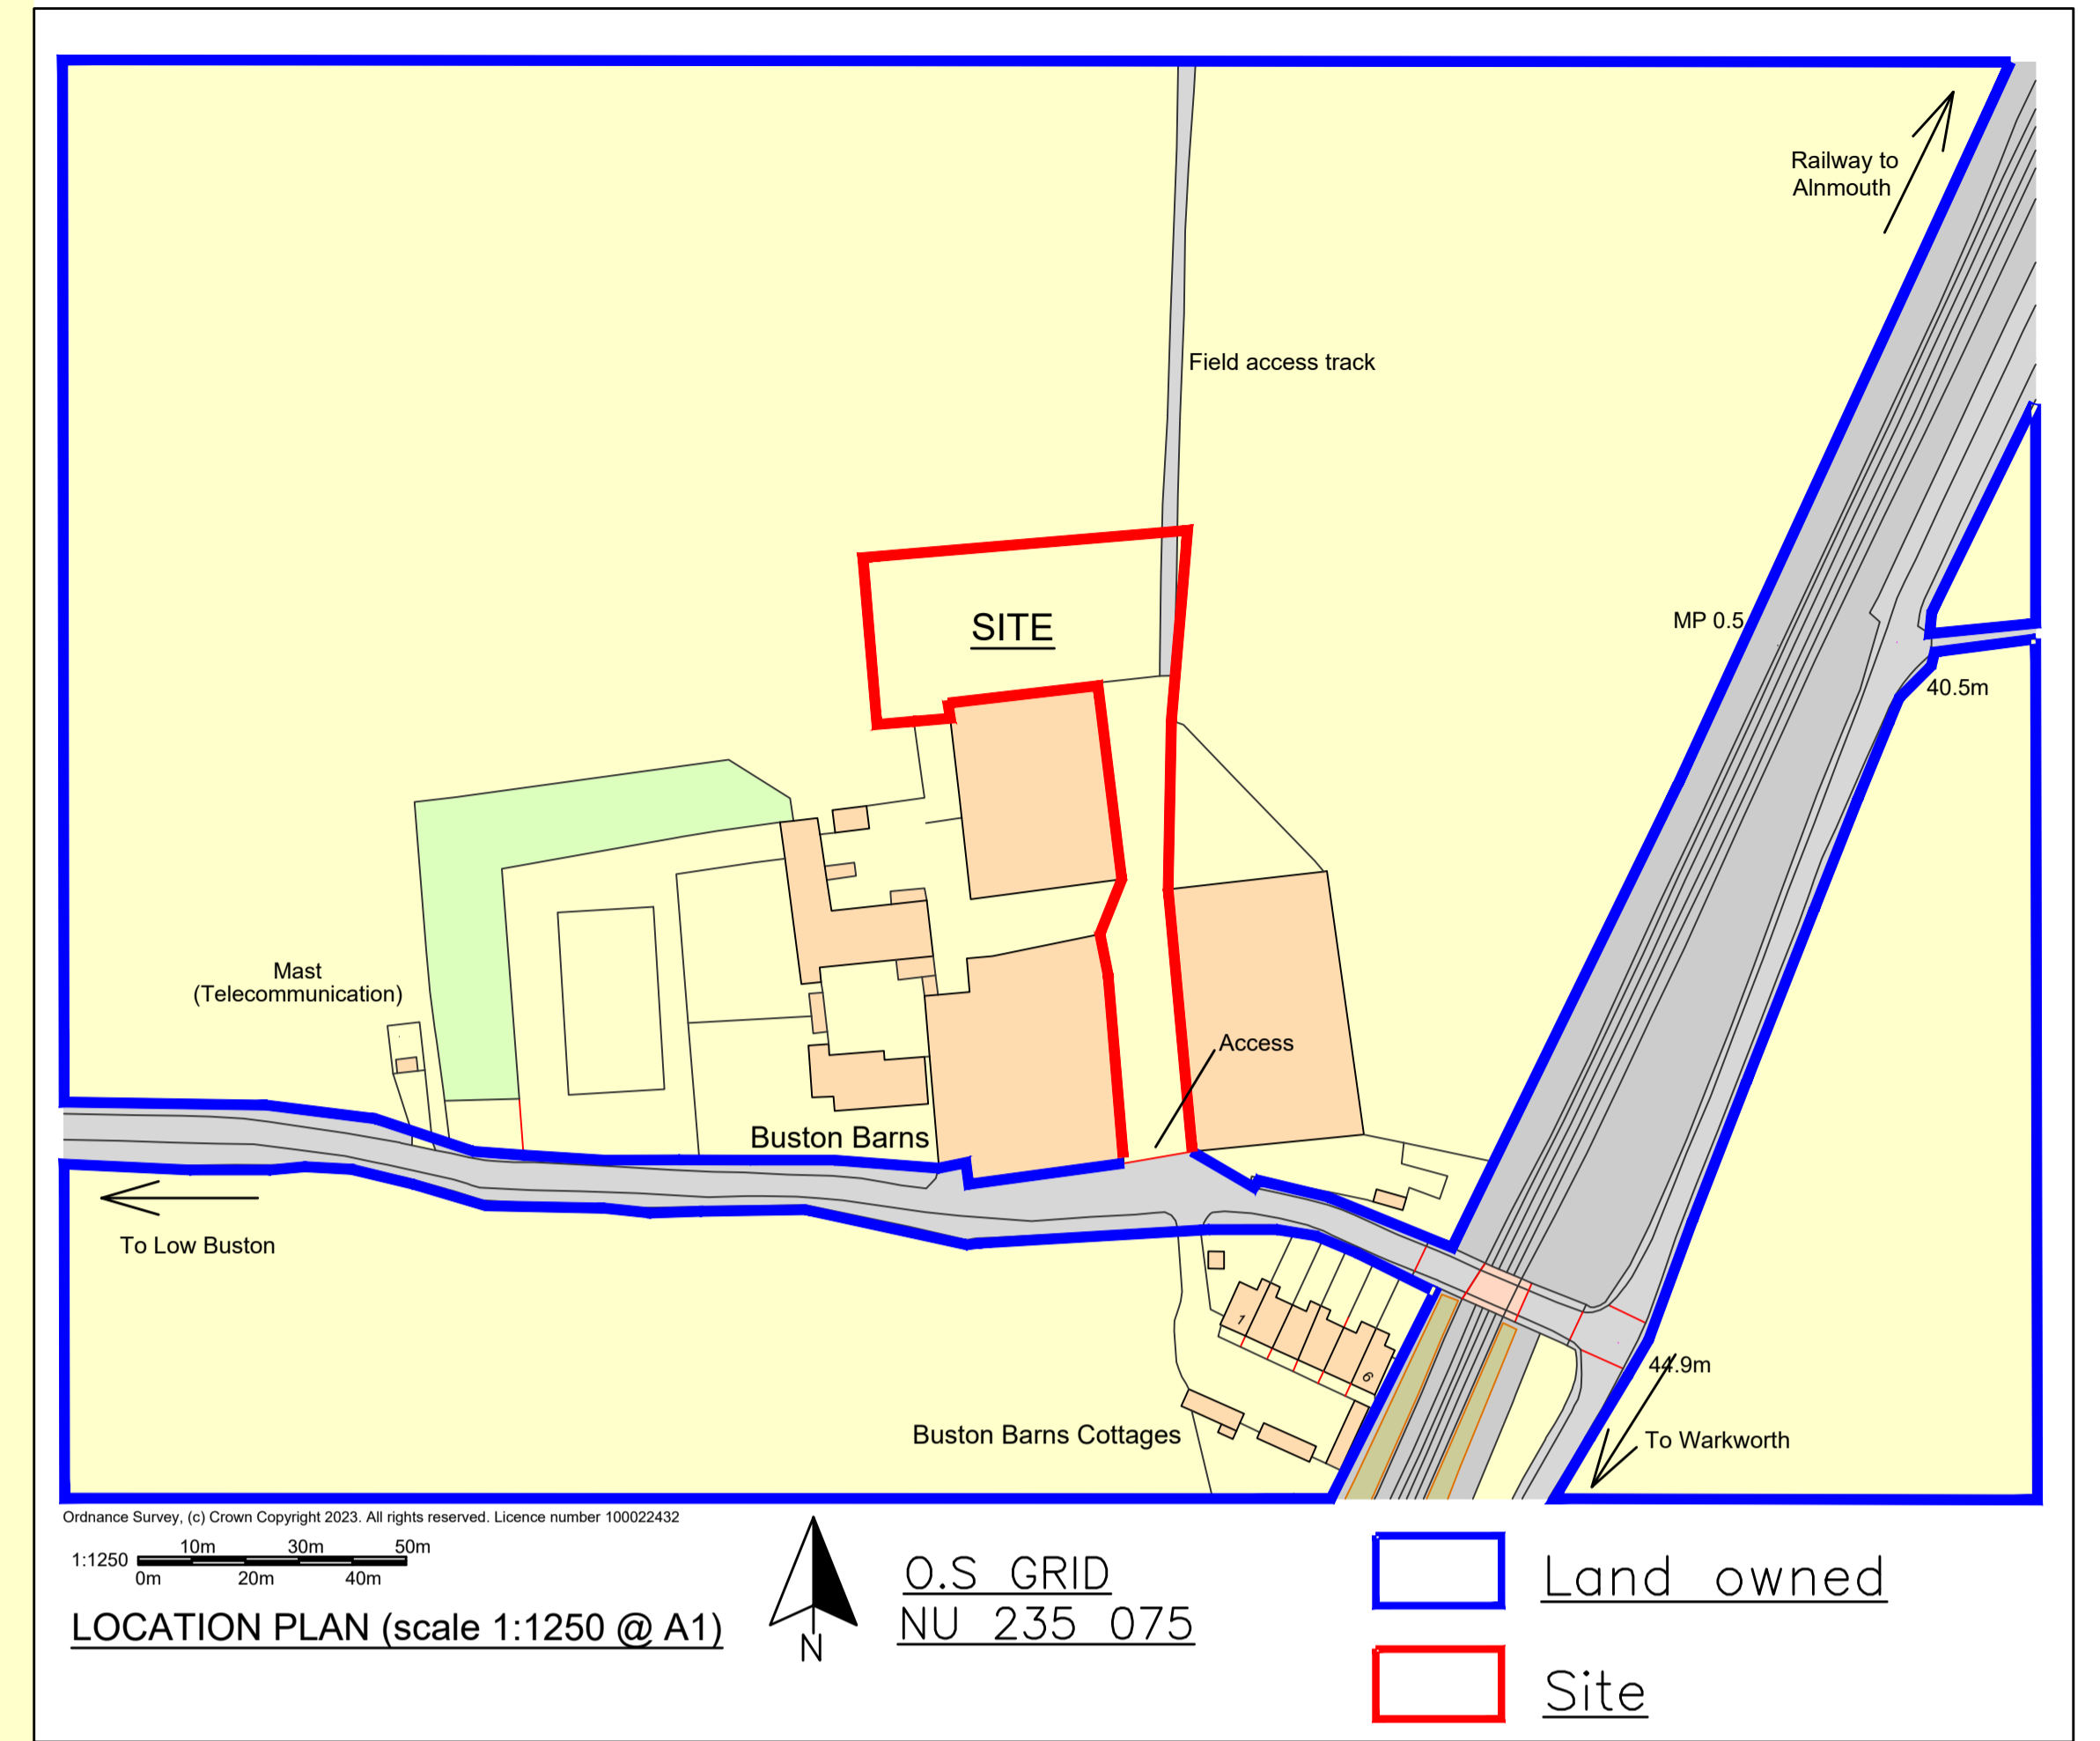 Railway to
Alnmouth
Field access track
SITE
MP 0.5
40.5m
Mast
(Telecommunication)
Access
Buston Barns
To Low Buston
1
6
44.9m
Buston Barns Cottages
To Warkworth
Ordnance Survey, (c) Crown Copyright 2023. All rights reserved. Licence number 100022432
10m 30m 50m
1:1250
0m 20m 40m
LOCATION PLAN (scale 1:1250 @ A1)
N
O.S GRID
NU 235 075
Land owned
Site